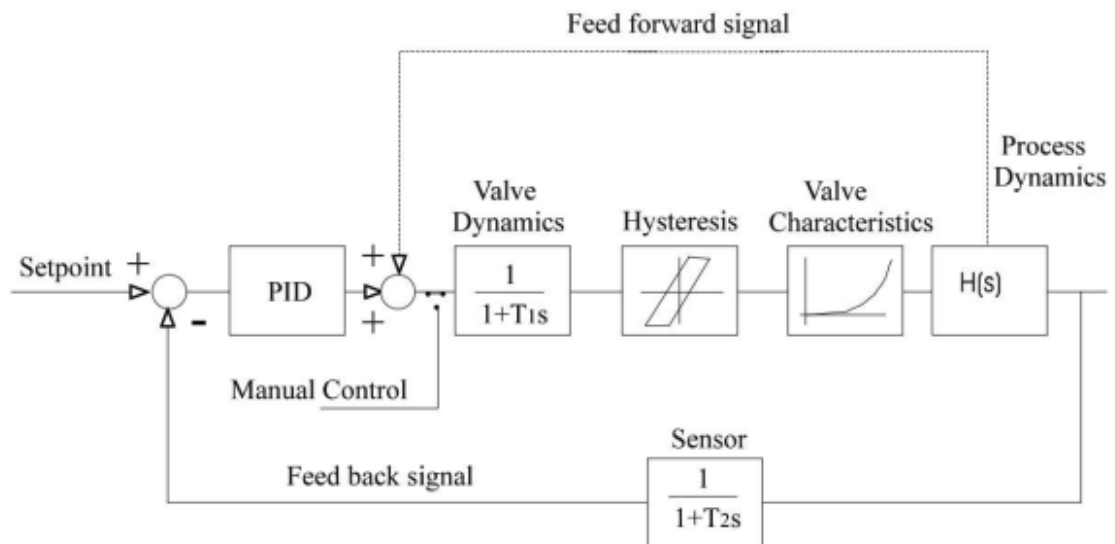 Feed forward signal
Process
Dynamics
Valve
Dynamics
Hysteresis
Valve
Characteristics
Setpoint
+
-
PID
+
+
1
1+T1s
H(s)
Manual Control
Sensor
Feed back signal
1
1+T2s